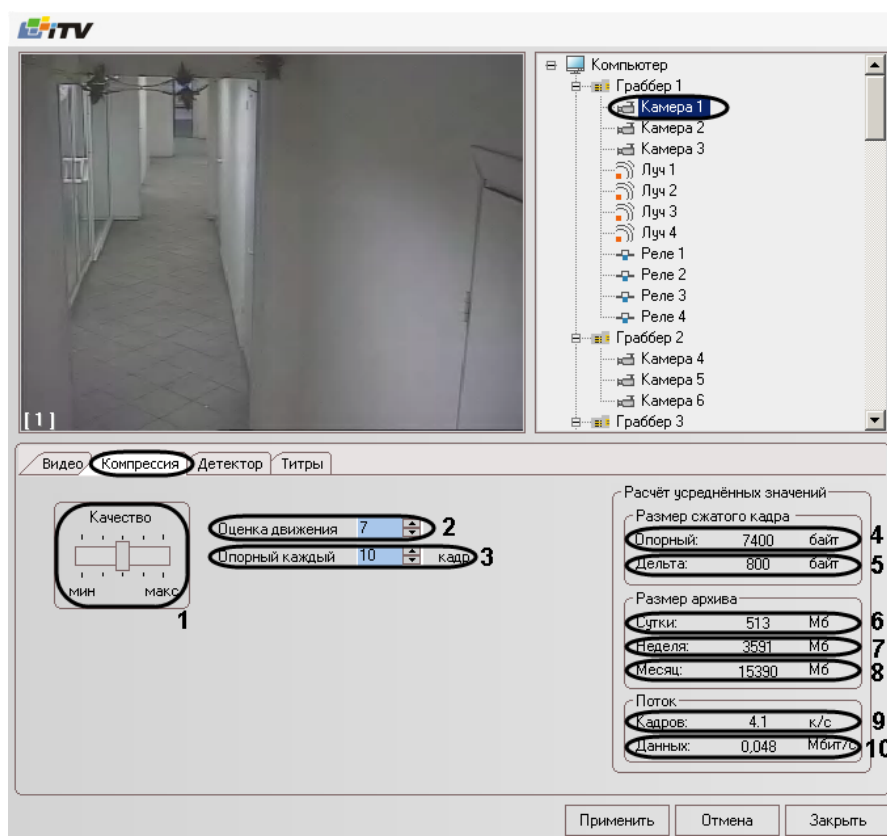 iTV
Компьютер
Граббер 1
Камера 1
Камера 2
Камера 3
Луч 1
Луч 2
Луч 3
Луч 4
Реле 1
Реле 2
Реле 3
Реле 4
Граббер 2
Камера 4
Камера 5
Камера 6
Граббер 3
[1]
Видео Компрессия Детектор Титры
Качество
мин макс
1
Оценка движения 7 2
Опорный каждый 10 кадр 3
Расчёт усреднённых значений
Размер сжатого кадра
Опорный: 7400 байт 4
Дельта: 800 байт 5
Размер архива
Сутки: 513 Мб 6
Неделя: 3591 Мб 7
Месяц: 15390 Мб 8
Поток
Кадров: 4.1 к/с 9
Данных: 0,048 Мбит/с 10
Применить Отмена Закрыть